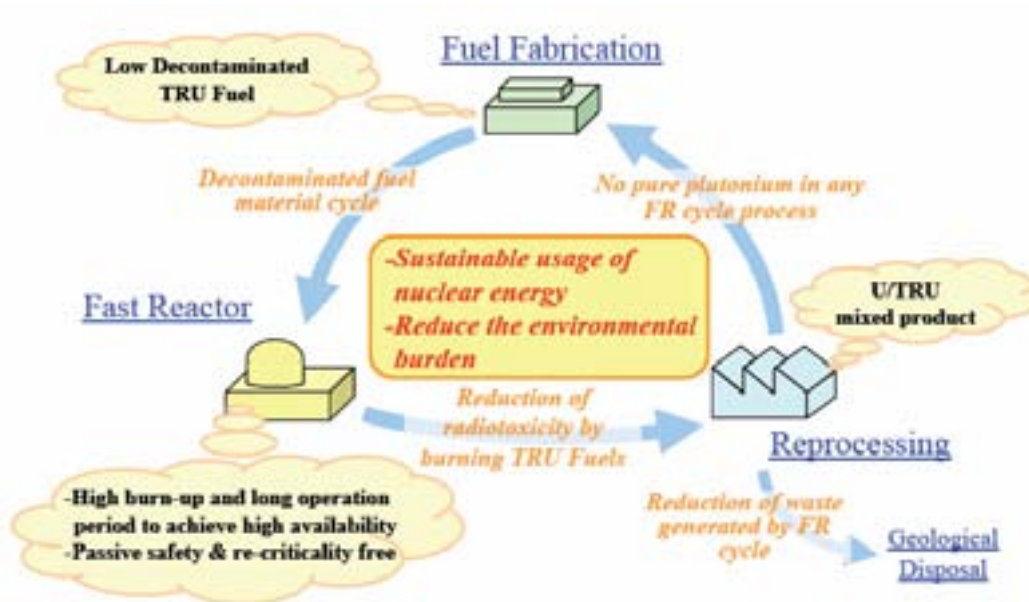 Fuel Fabrication
Low Decontaminated
TRU Fuel
Decontaminated fuel
material cycle
No pure plutonium in any
FR cycle process
-Sustainable usage of
nuclear energy
-Reduce the environmental
burden
U/TRU
mixed product
Fast Reactor
Reduction of
radiotoxicity by
burning TRU Fuels
Reprocessing
-High burn-up and long operation
period to achieve high availability
-Passive safety & re-criticality free
Reduction of waste
generated by FR
cycle
Geological
Disposal